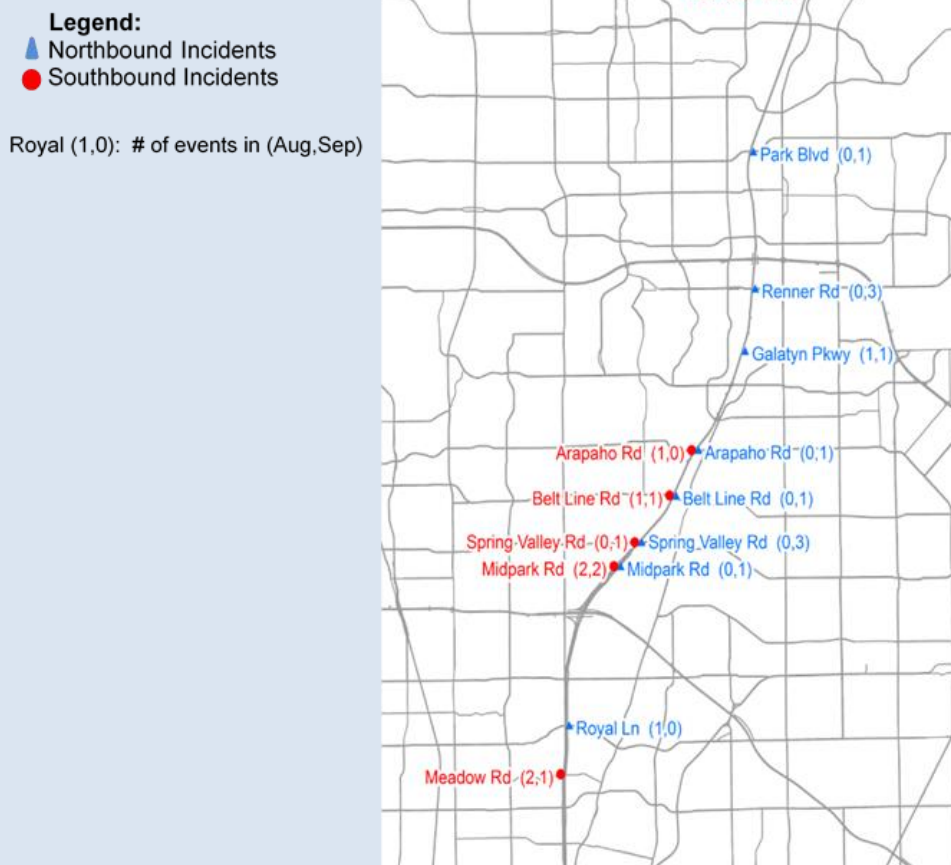 Legend:
Northbound Incidents
Southbound Incidents
Royal (1,0): # of events in (Aug,Sep)
Park Blvd (0,1)
Renner Rd (0,3)
Galatyn Pkwy (1,1)
Arapaho Rd (1,0)
Arapaho Rd (0,1)
Belt Line Rd (1,1)
Belt Line Rd (0,1)
Spring Valley Rd (0,1)
Spring Valley Rd (0,3)
Midpark Rd (2,2)
Midpark Rd (0,1)
Royal Ln (1,0)
Meadow Rd (2,1)